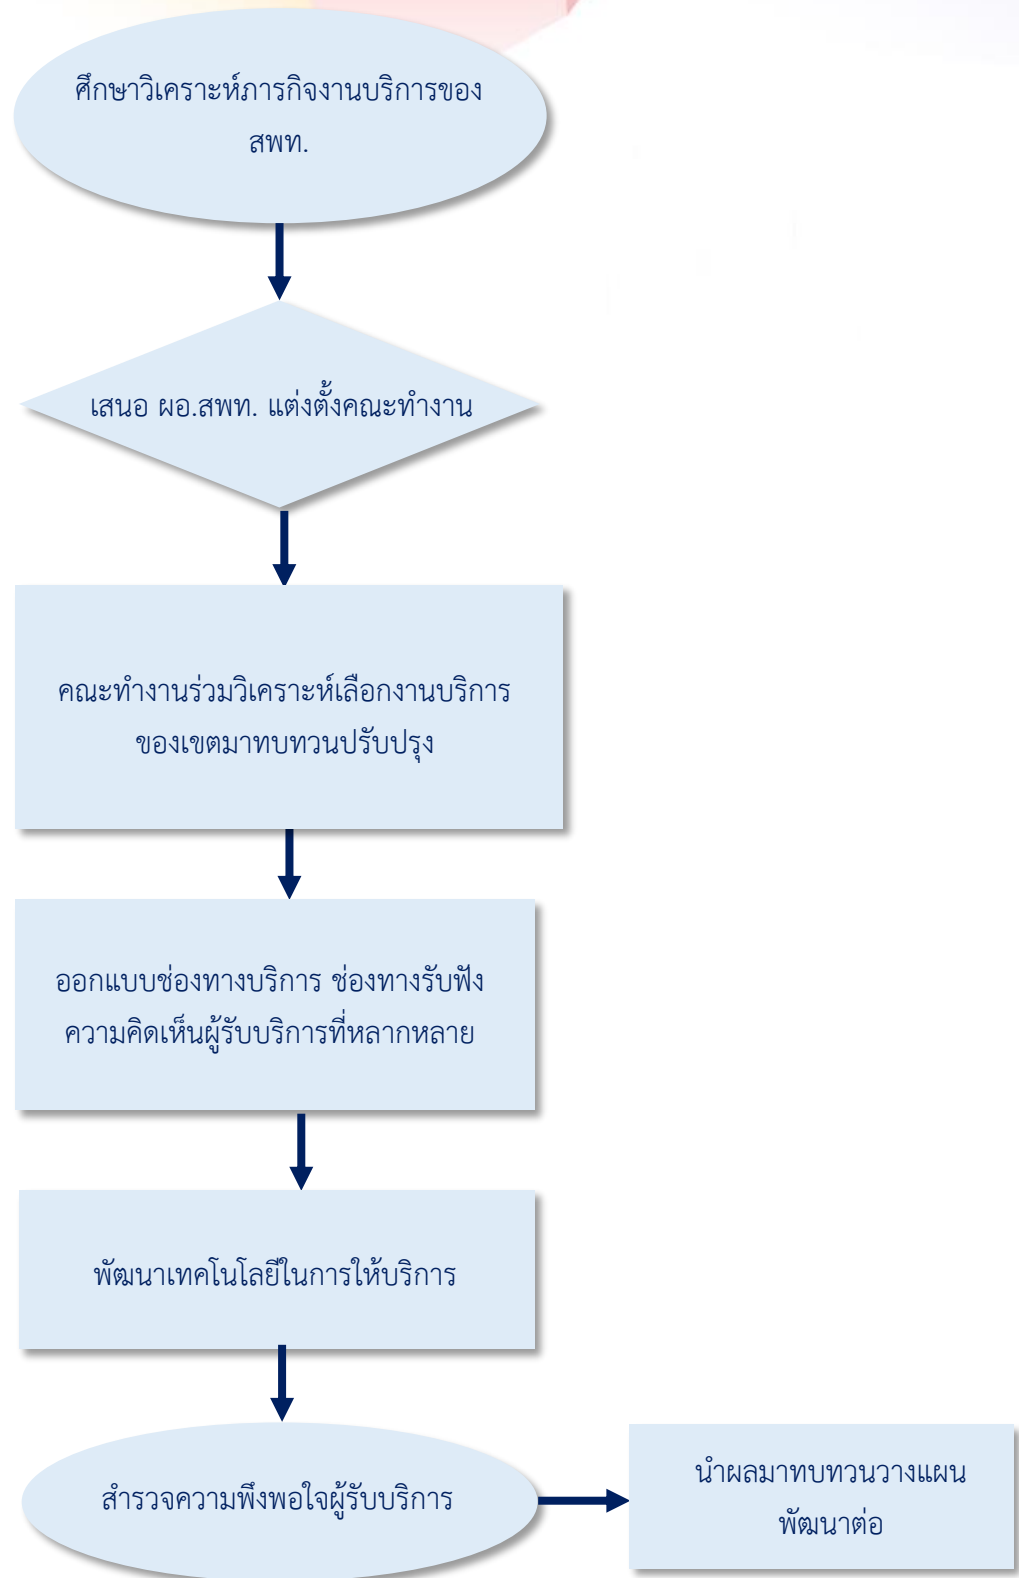 ศึกษาวิเคราะห์ภารกิจงานบริการของ
สพท.
เสนอ ผอ.สพท. แต่งตั้งคณะทำงาน
คณะทำงานร่วมวิเคราะห์เลือกงานบริการ
ของเขตมาทบทวนปรับปรุง
ออกแบบช่องทางบริการ ช่องทางรับฟัง
ความคิดเห็นผู้รับบริการที่หลากหลาย
พัฒนาเทคโนโลยีในการให้บริการ
สำรวจความพึงพอใจผู้รับบริการ
นำผลมาทบทวนวางแผน
พัฒนาต่อ